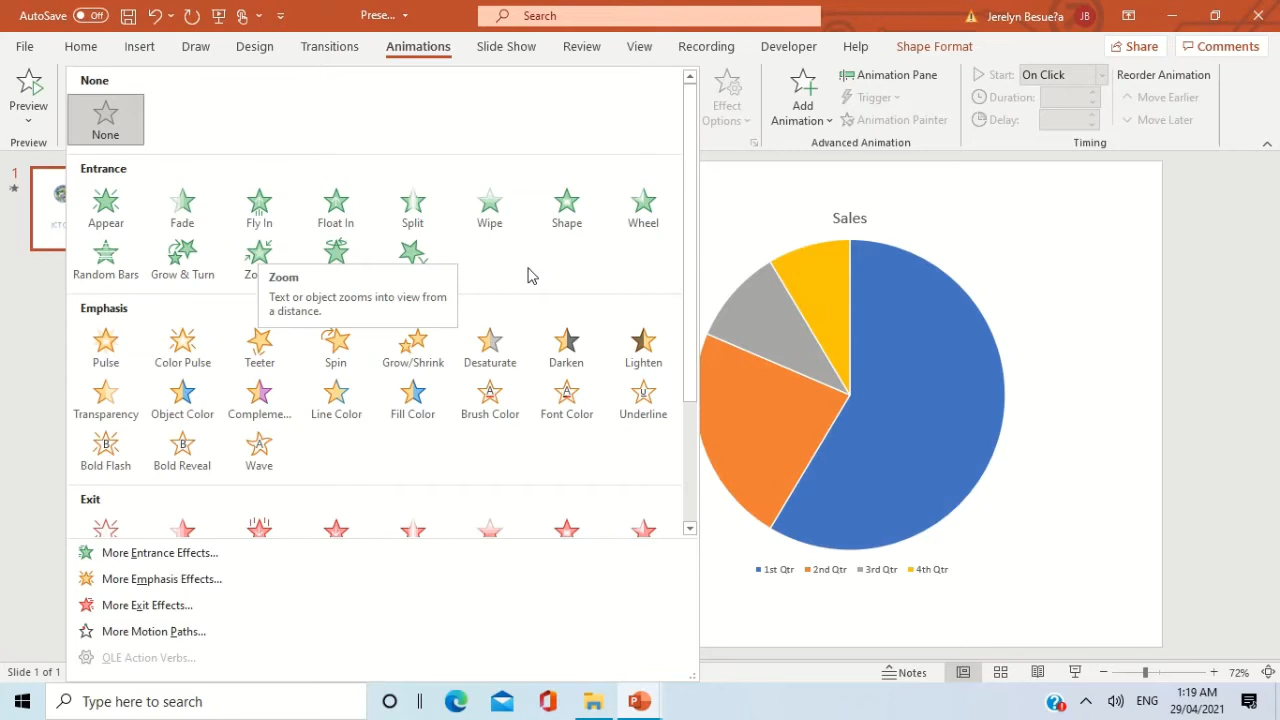 AutoSave Off Prese... Search Jerelyn Besue?a JB
File Home Insert Draw Design Transitions Animations Slide Show Review View Recording Developer Help Shape Format Share Comments
Preview
Preview
Effect
Options
Add
Animation
Animation Pane
Trigger
Animation Painter
Advanced Animation
Start: On Click
Duration:
Delay:
Timing
Reorder Animation
Move Earlier
Move Later
None
None
Entrance
Appear Fade Fly In Float In Split Wipe Shape Wheel
Random Bars Grow & Turn Zo
Zoom
Text or object zooms into view from
a distance.
Emphasis
Pulse Color Pulse Teeter Spin Grow/Shrink Desaturate Darken Lighten
Transparency Object Color Compleme... Line Color Fill Color Brush Color Font Color Underline
Bold Flash Bold Reveal Wave
Exit
More Entrance Effects...
More Emphasis Effects...
More Exit Effects...
More Motion Paths...
OLE Action Verbs...
1
Sales
1st Qtr 2nd Qtr 3rd Qtr 4th Qtr
Slide 1 of 1 Notes 72%
Type here to search ENG 1:19 AM
29/04/2021